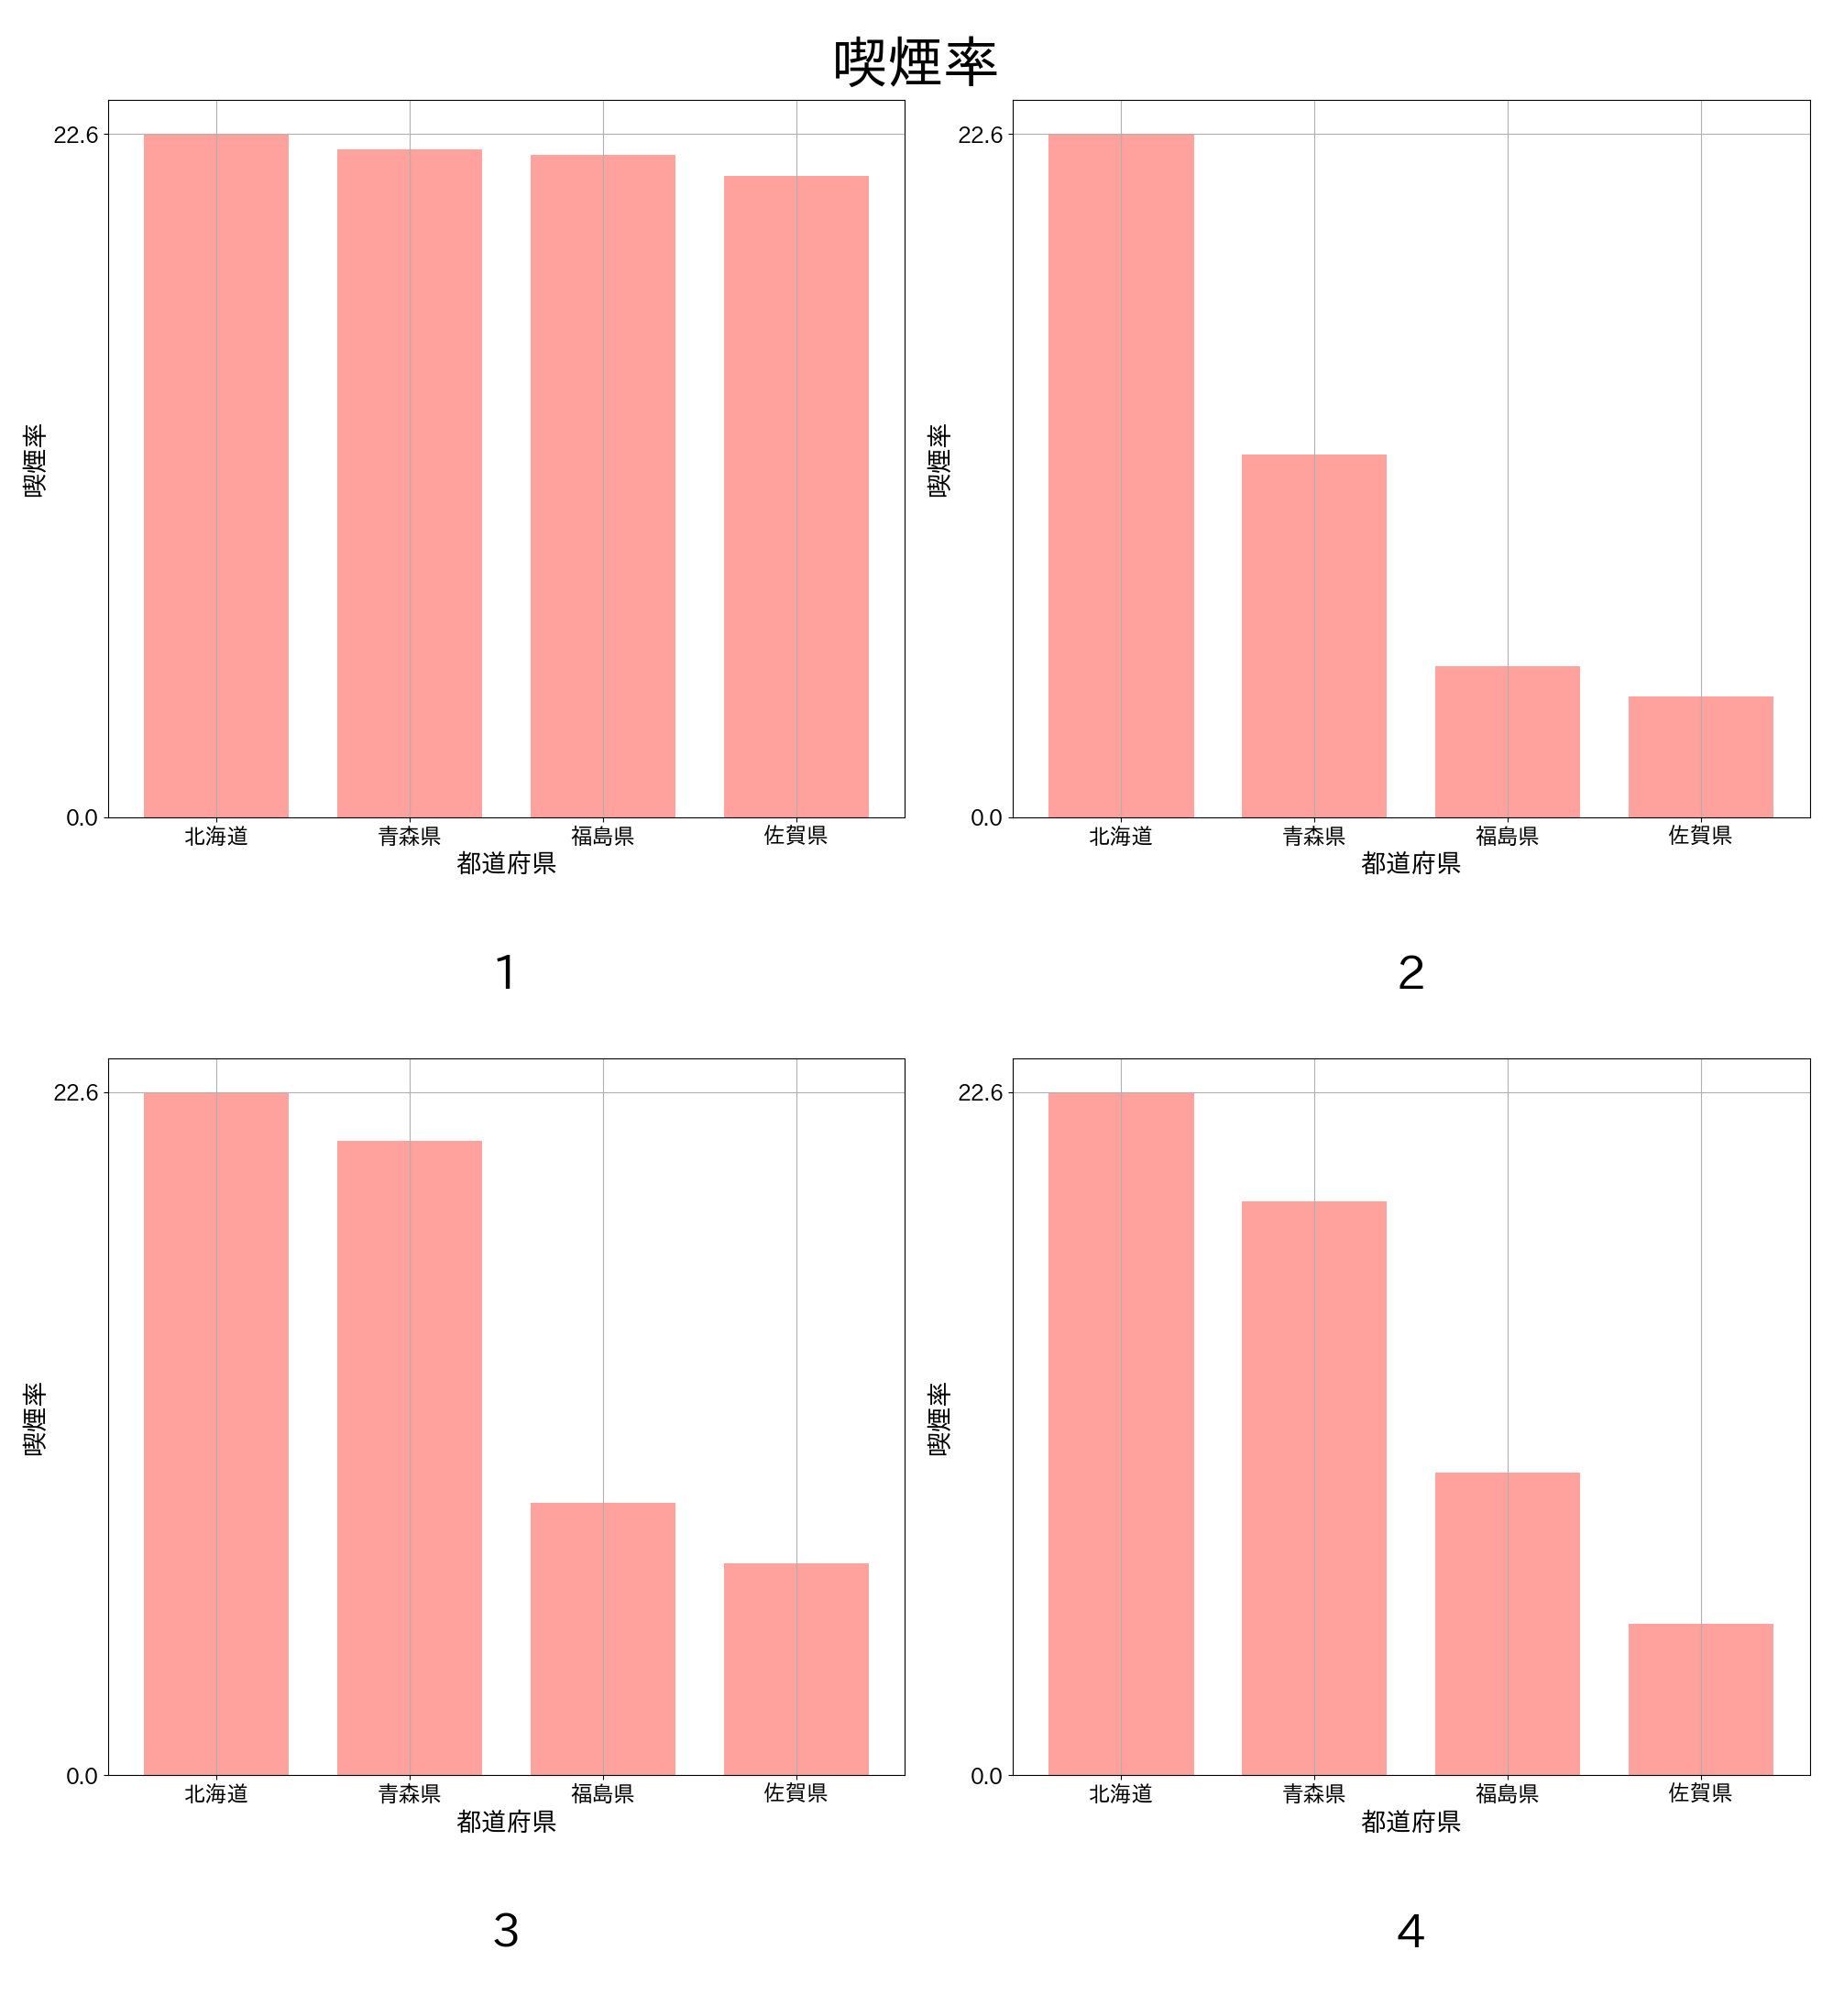 喫煙率
22.6
0.0
喫煙率
北海道 青森県 福島県 佐賀県
都道府県
1
22.6
0.0
喫煙率
北海道 青森県 福島県 佐賀県
都道府県
2
22.6
0.0
喫煙率
北海道 青森県 福島県 佐賀県
都道府県
3
22.6
0.0
喫煙率
北海道 青森県 福島県 佐賀県
都道府県
4